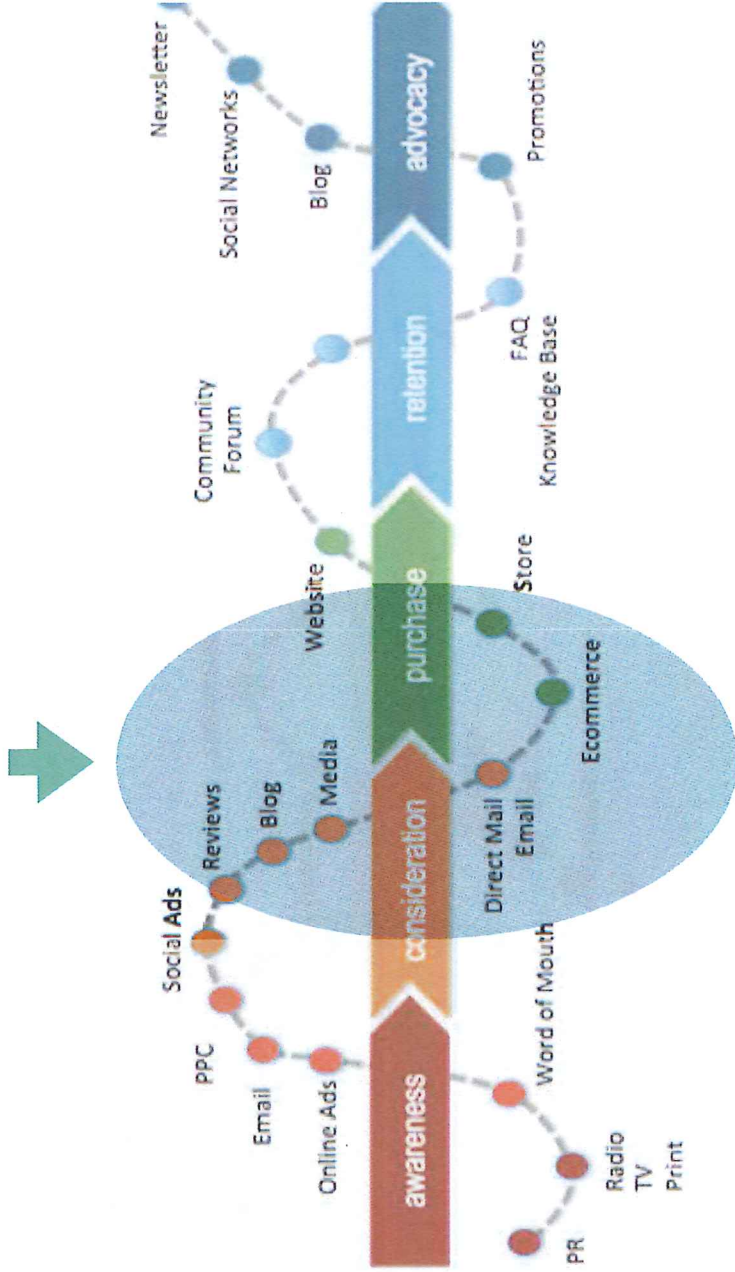 PR
Radio
TV
Print
Word of Mouth
awareness
Online Ads
Email
PPC
Social Ads
Reviews
Blog
Media
consideration
Direct Mail
Email
Ecommerce
Store
purchase
Website
Community
Forum
retention
FAQ
Knowledge Base
Promotions
advocacy
Blog
Social Networks
Newsletter